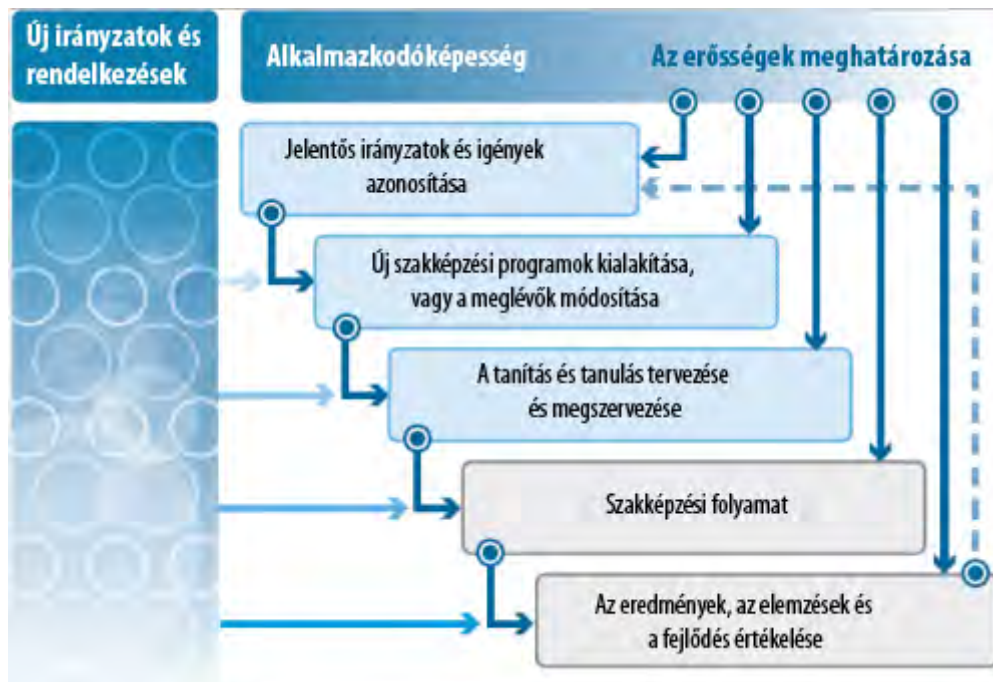 Új irányzatok és
rendelkezések
Alkalmazkodóképesség
Az erősségek meghatározása
Jelentős irányzatok és igények
azonosítása
Új szakképzési programok kialakítása,
vagy a meglévők módosítása
A tanítás és tanulás tervezése
és megszervezése
Szakképzési folyamat
Az eredmények, az elemzések és
a fejlődés értékelése